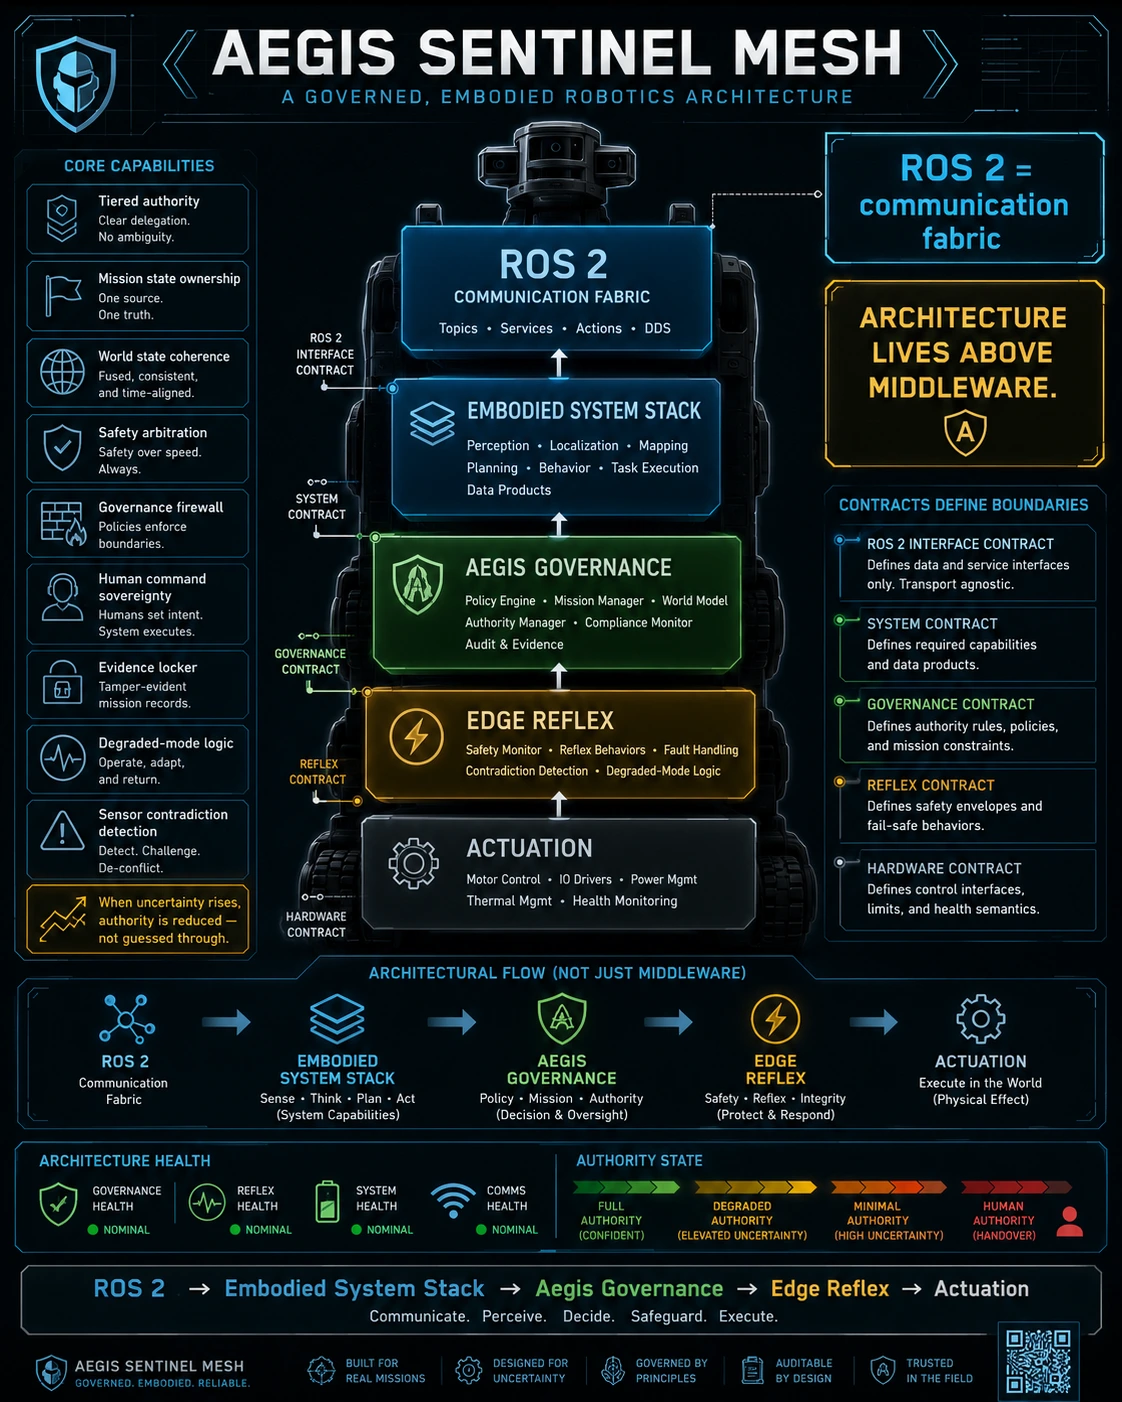 AEGIS SENTINEL MESH
A GOVERNED, EMBODIED ROBOTICS ARCHITECTURE
CORE CAPABILITIES
Tiered authority
Clear delegation.
No ambiguity.
Mission state ownership
One source.
One truth.
World state coherence
Fused, consistent,
and time-aligned.
Safety arbitration
Safety over speed.
Always.
Governance firewall
Policies enforce
boundaries.
Human command
sovereignty
Humans set intent.
System executes.
Evidence locker
Tamper-evident
mission records.
Degraded-mode logic
Operate, adapt,
and return.
Sensor contradiction
detection
Detect. Challenge.
De-conflict.
When uncertainty rises,
authority is reduced —
not guessed through.
ROS 2
COMMUNICATION FABRIC
Topics • Services • Actions • DDS
ROS 2
INTERFACE
CONTRACT
EMBODIED SYSTEM STACK
Perception • Localization • Mapping
Planning • Behavior • Task Execution
Data Products
SYSTEM
CONTRACT
AEGIS GOVERNANCE
Policy Engine • Mission Manager • World Model
Authority Manager • Compliance Monitor
Audit & Evidence
GOVERNANCE
CONTRACT
EDGE REFLEX
Safety Monitor • Reflex Behaviors • Fault Handling
Contradiction Detection • Degraded-Mode Logic
REFLEX
CONTRACT
ACTUATION
Motor Control • IO Drivers • Power Mgmt
Thermal Mgmt • Health Monitoring
HARDWARE
CONTRACT
ROS 2 =
communication
fabric
ARCHITECTURE
LIVES ABOVE
MIDDLEWARE.
A
CONTRACTS DEFINE BOUNDARIES
ROS 2 INTERFACE CONTRACT
Defines data and service interfaces
only. Transport agnostic.
SYSTEM CONTRACT
Defines required capabilities
and data products.
GOVERNANCE CONTRACT
Defines authority rules, policies,
and mission constraints.
REFLEX CONTRACT
Defines safety envelopes and
fail-safe behaviors.
HARDWARE CONTRACT
Defines control interfaces,
limits, and health semantics.
ARCHITECTURAL FLOW (NOT JUST MIDDLEWARE)
ROS 2
Communication
Fabric
EMBODIED
SYSTEM STACK
Sense • Think • Plan • Act
(System Capabilities)
AEGIS
GOVERNANCE
Policy • Mission • Authority
(Decision & Oversight)
EDGE
REFLEX
Safety • Reflex • Integrity
(Protect & Respond)
ACTUATION
Execute in the World
(Physical Effect)
ARCHITECTURE HEALTH
GOVERNANCE
HEALTH
NOMINAL
REFLEX
HEALTH
NOMINAL
SYSTEM
HEALTH
NOMINAL
COMMS
HEALTH
NOMINAL
AUTHORITY STATE
FULL
AUTHORITY
(CONFIDENT)
DEGRADED
AUTHORITY
(ELEVATED UNCERTAINTY)
MINIMAL
AUTHORITY
(HIGH UNCERTAINTY)
HUMAN
AUTHORITY
(HANDOVER)
ROS 2 → Embodied System Stack → Aegis Governance → Edge Reflex → Actuation
Communicate. Perceive. Decide. Safeguard. Execute.
AEGIS SENTINEL MESH
GOVERNED. EMBODIED. RELIABLE.
BUILT FOR
REAL MISSIONS
DESIGNED FOR
UNCERTAINTY
GOVERNED BY
PRINCIPLES
AUDITABLE
BY DESIGN
TRUSTED
IN THE FIELD